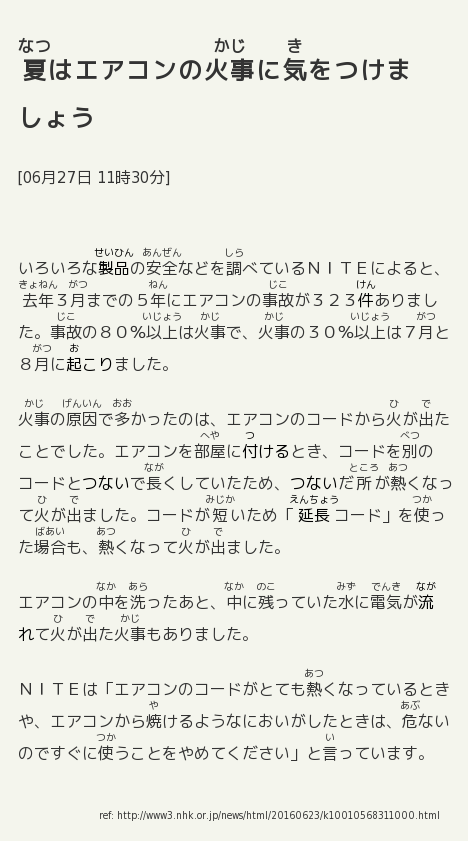 なつ かじ き
夏はエアコンの火事に気をつけま
しょう
[06月27日 11時30分]
せいひん あんぜん しら
いろいろな製品の安全などを調べているＮＩＴＥによると、
きょねん がつ ねん じこ けん
去年３月までの５年にエアコンの事故が３２３件ありまし
じこ いじょう かじ かじ いじょう がつ
た。事故の８０％以上は火事で、火事の３０％以上は７月と
がつ お
８月に起こりました。
かじ げんいん おお ひ で
火事の原因で多かったのは、エアコンのコードから火が出た
へや つ べつ
ことでした。エアコンを部屋に付けるとき、コードを別の
なが ところ あつ
コードとつないで長くしていたため、つないだ所が熱くなっ
ひ で みじか えんちょう つか
て火が出ました。コードが短いため「延長コード」を使っ
ばあい あつ ひ で
た場合も、熱くなって火が出ました。
なか あら なか のこ みず でんき なが
エアコンの中を洗ったあと、中に残っていた水に電気が流
ひ で かじ
れて火が出た火事もありました。
あつ
ＮＩＴＥは「エアコンのコードがとても熱くなっているとき
や あぶ
や、エアコンから焼けるようなにおいがしたときは、危ない
つか い
のですぐに使うことをやめてください」と言っています。
ref: http://www3.nhk.or.jp/news/html/20160623/k10010568311000.html